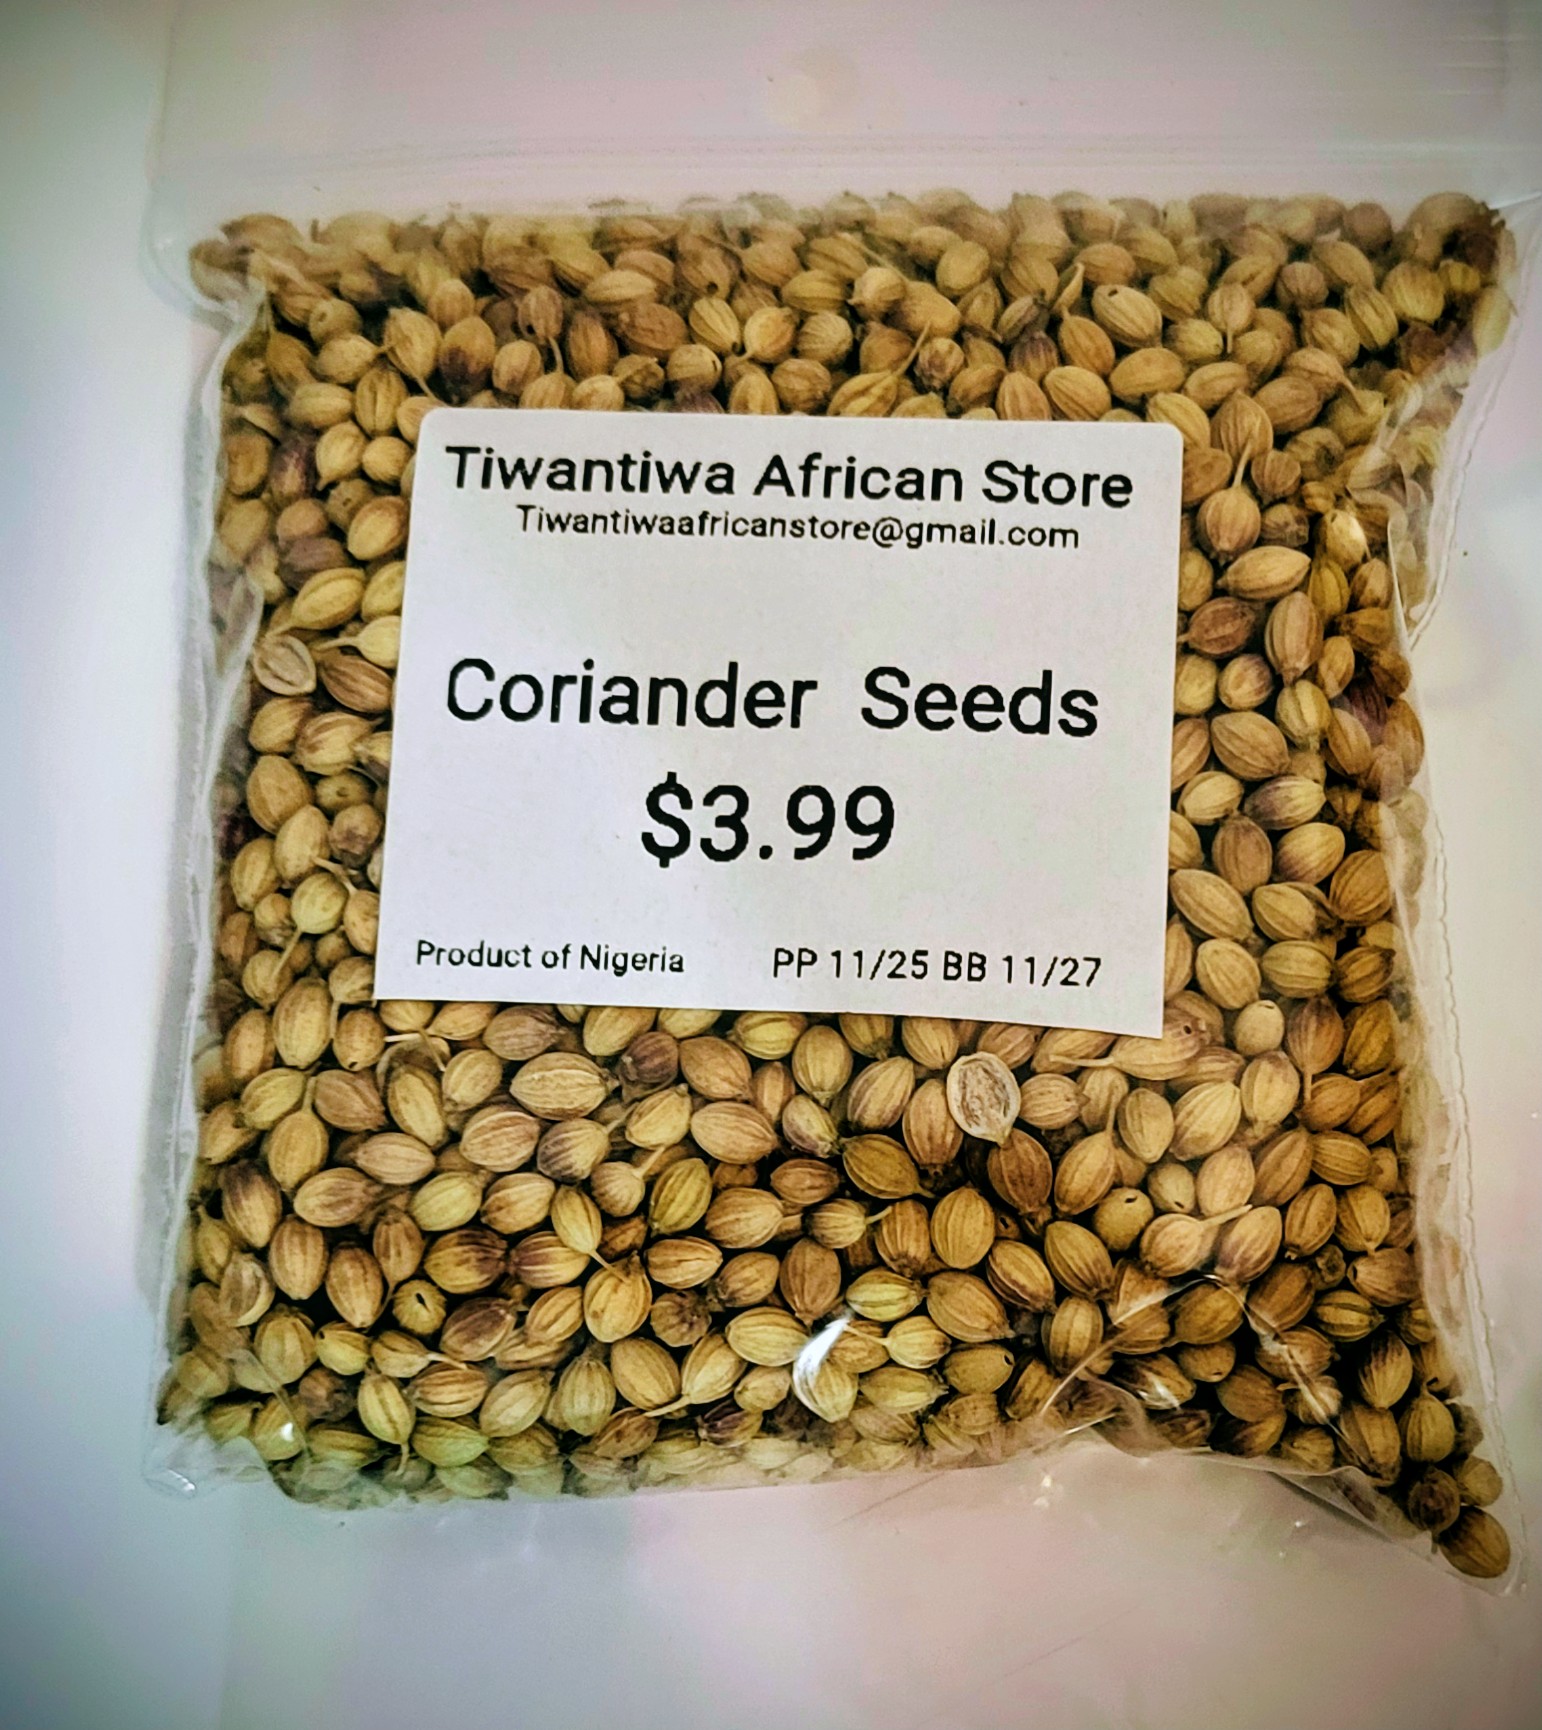 Tiwantiwa African Store
Tiwantiwaafricanstore@gmail.com
Coriander Seeds
$3.99
Product of Nigeria PP 11/25 BB 11/27